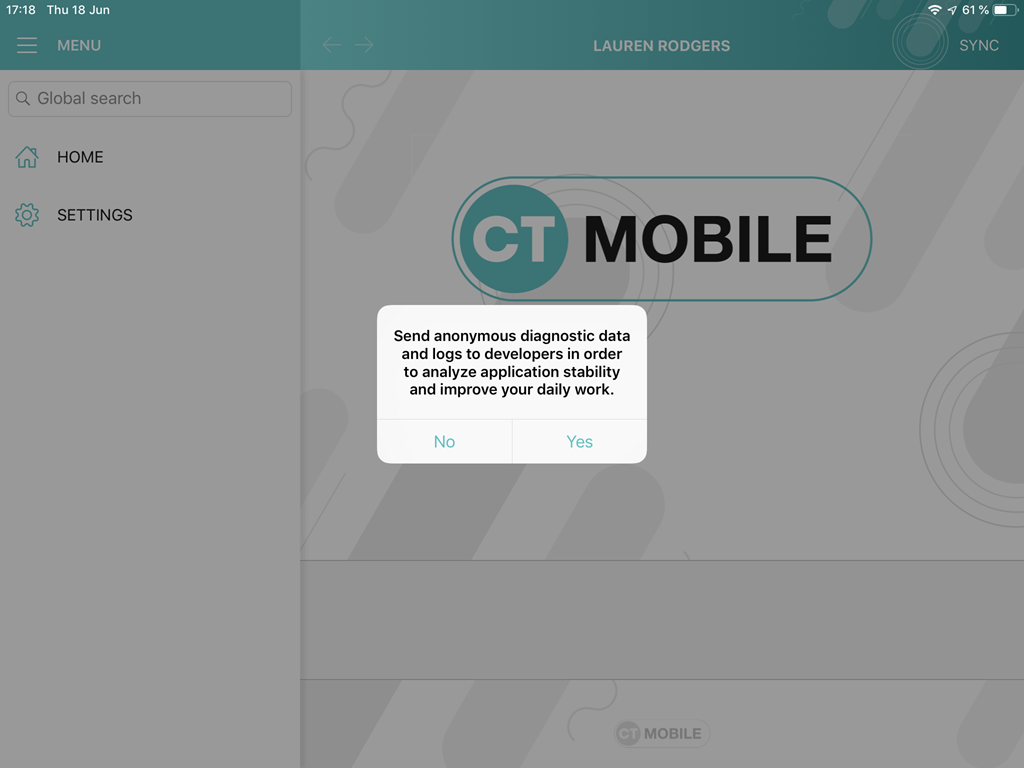 17:18 Thu 18 Jun
61 %
MENU
LAUREN RODGERS
SYNC
Global search
HOME
SETTINGS
CT MOBILE
Send anonymous diagnostic data
and logs to developers in order
to analyze application stability
and improve your daily work.
No
Yes
CT MOBILE